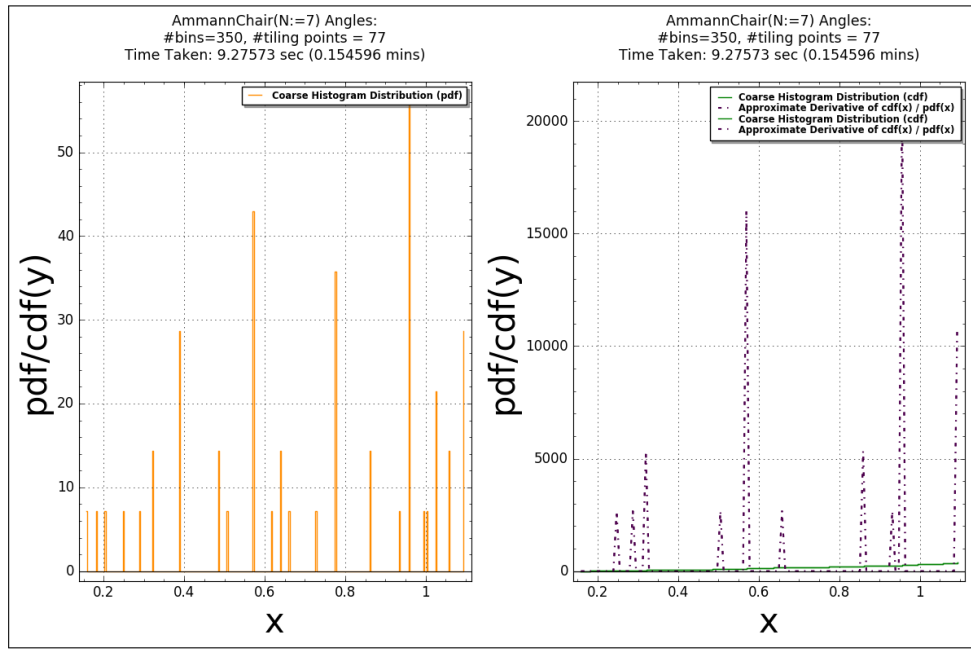 AmmannChair(N:=7) Angles:
#bins=350, #tiling points = 77
Time Taken: 9.27573 sec (0.154596 mins)
Coarse Histogram Distribution (pdf)
pdf/cdf(y)
50
40
30
20
10
0
0.2 0.4 0.6 0.8 1
x
AmmannChair(N:=7) Angles:
#bins=350, #tiling points = 77
Time Taken: 9.27573 sec (0.154596 mins)
Coarse Histogram Distribution (cdf)
Approximate Derivative of cdf(x) / pdf(x)
Coarse Histogram Distribution (cdf)
Approximate Derivative of cdf(x) / pdf(x)
pdf/cdf(y)
20000
15000
10000
5000
0
0.2 0.4 0.6 0.8 1
x